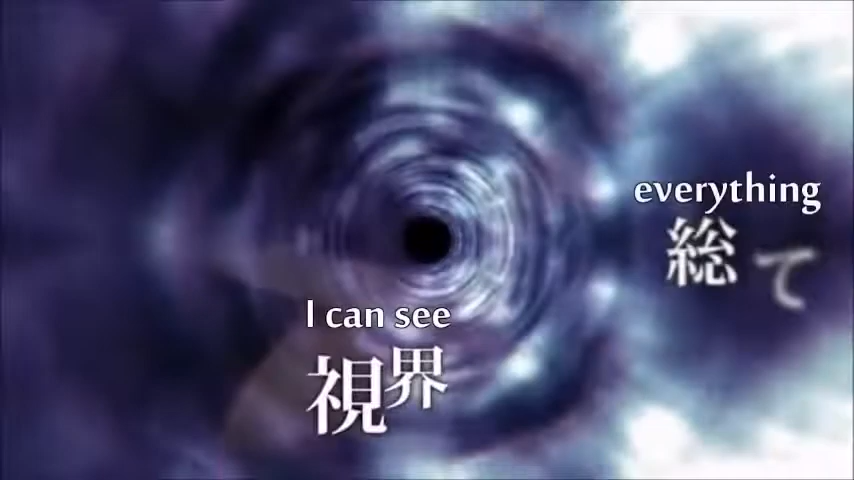 everything
総て
I can see
視界